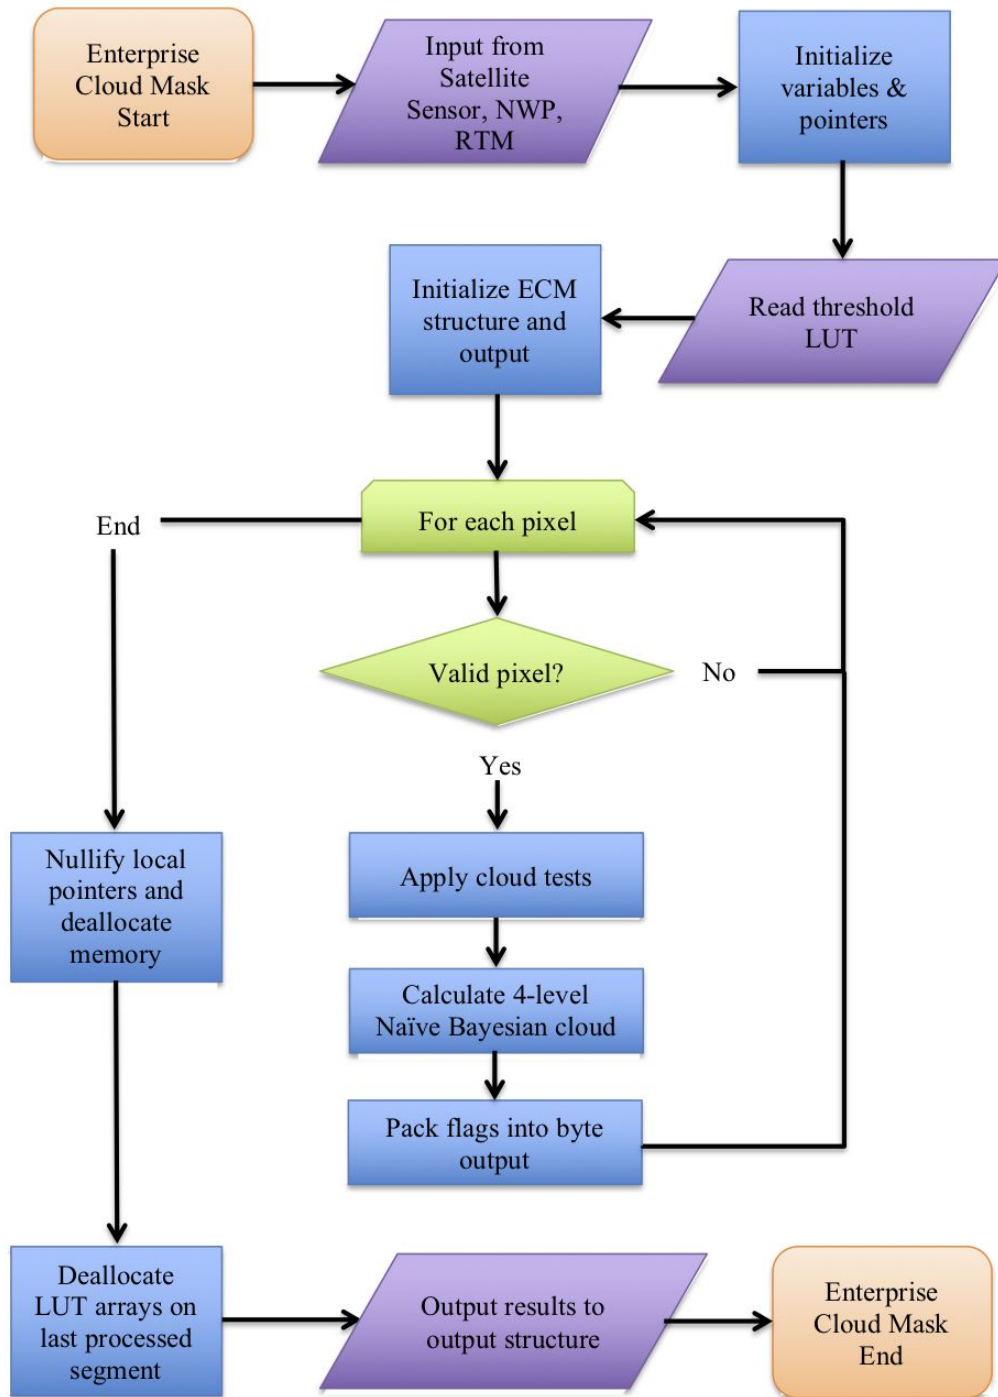 Enterprise
Cloud Mask
Start
Input from
Satellite
Sensor, NWP,
RTM
Initialize
variables &
pointers
Read threshold
LUT
Initialize ECM
structure and
output
For each pixel
End
Valid pixel?
No
Yes
Apply cloud tests
Calculate 4-level
Naïve Bayesian cloud
Pack flags into byte
output
Nullify local
pointers and
deallocate
memory
Deallocate
LUT arrays on
last processed
segment
Output results to
output structure
Enterprise
Cloud Mask
End